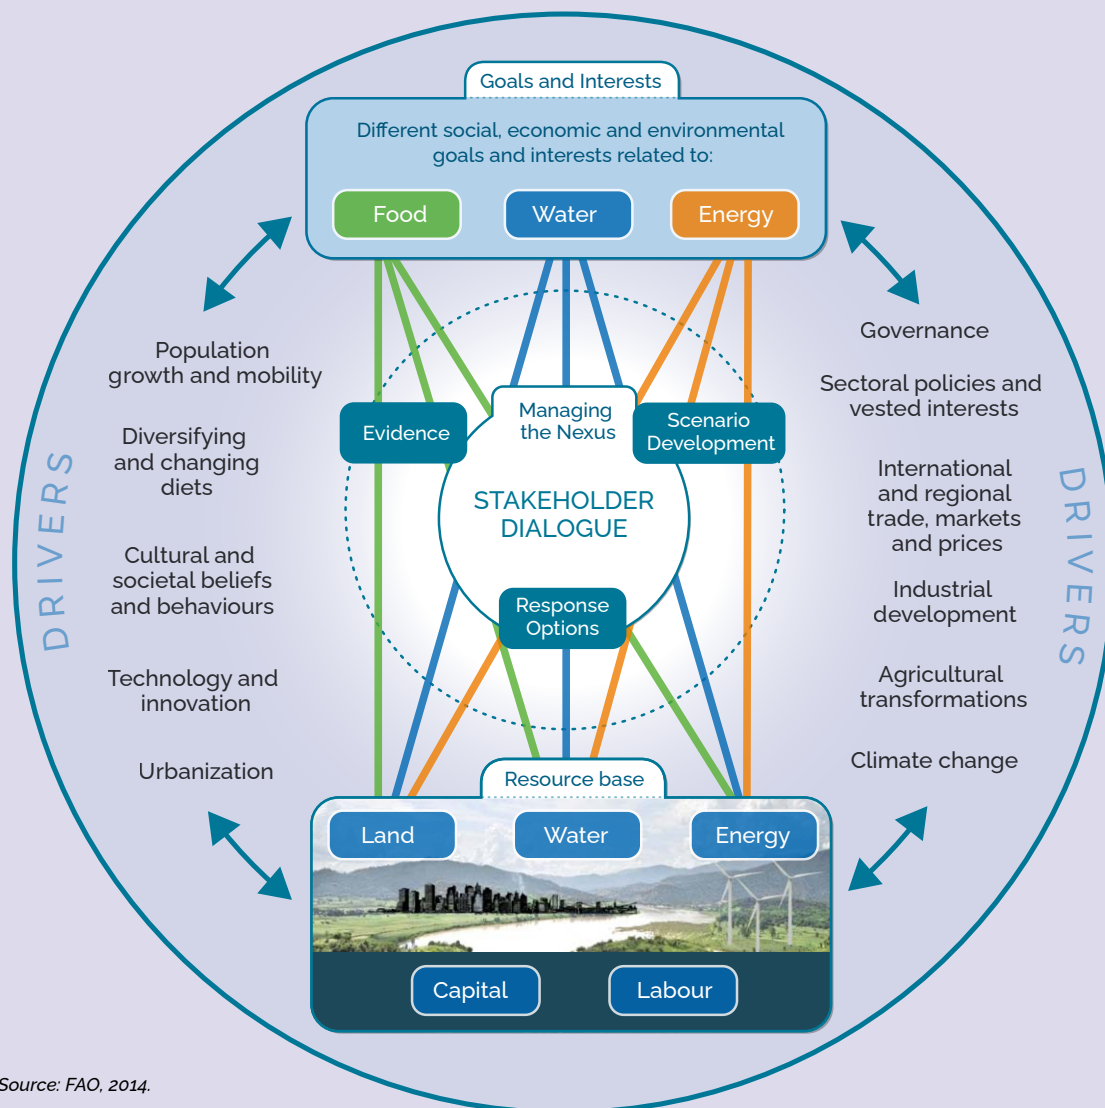 Goals and Interests
Different social, economic and environmental
goals and interests related to:
Food
Water
Energy
DRIVERS
Population
growth and mobility
Diversifying
and changing
diets
Cultural and
societal beliefs
and behaviours
Technology and
innovation
Urbanization
Evidence
Managing
the Nexus
Scenario
Development
STAKEHOLDER
DIALOGUE
Response
Options
Governance
Sectoral policies and
vested interests
International
and regional
trade, markets
and prices
Industrial
development
Agricultural
transformations
Climate change
DRIVERS
Resource base
Land
Water
Energy
Capital
Labour
Source: FAO, 2014.